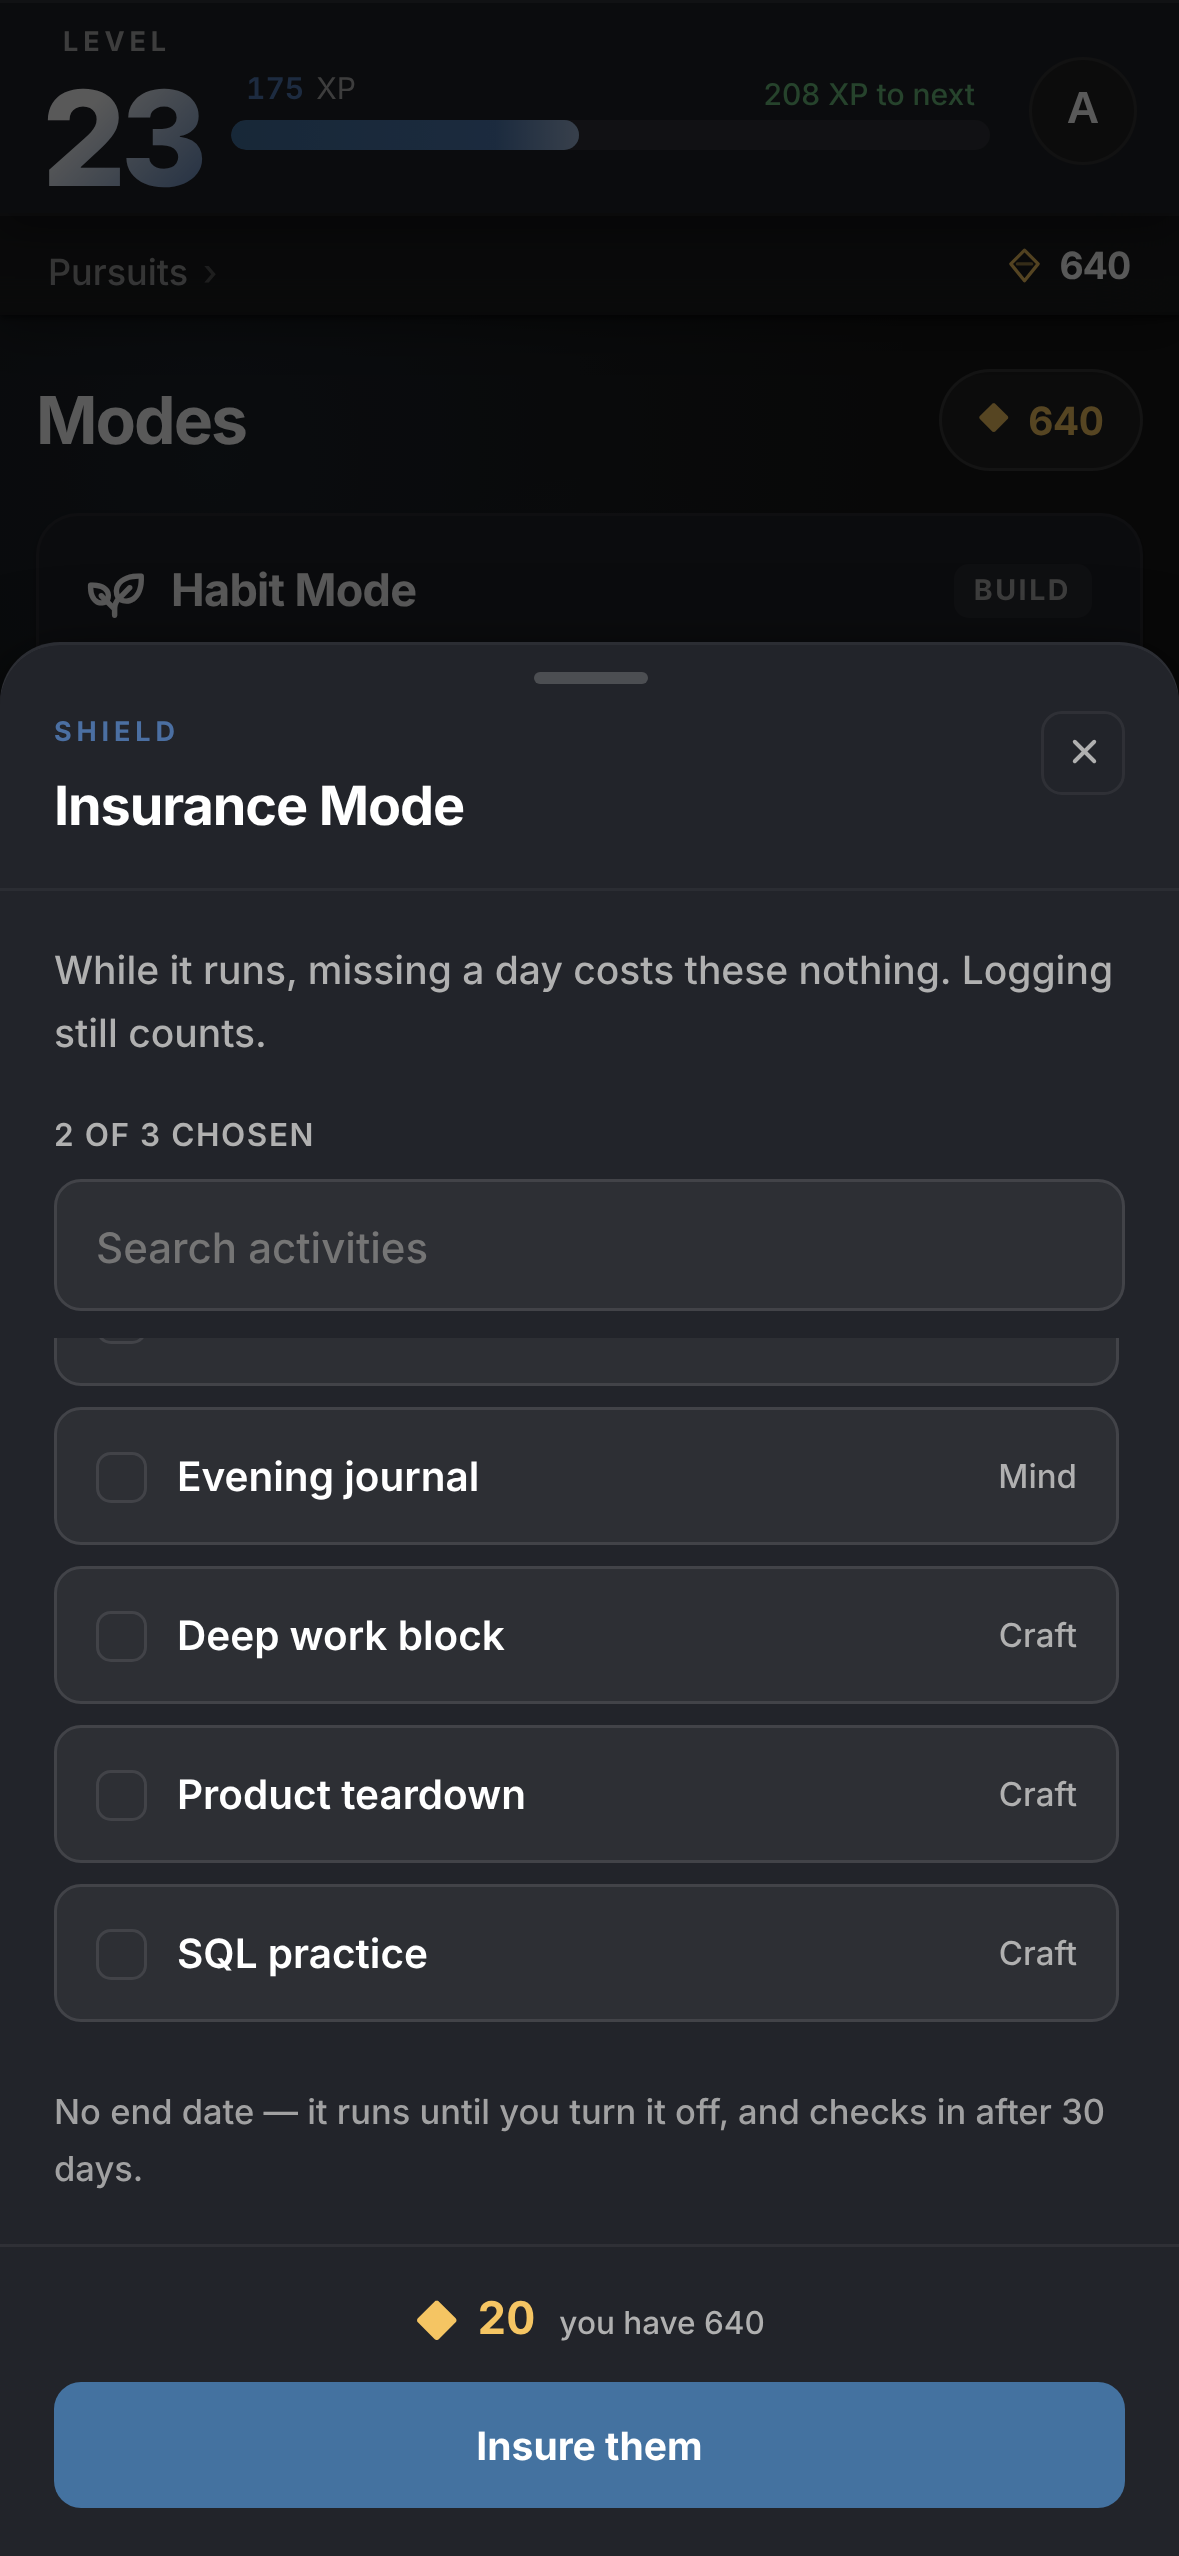 LEVEL
23
175 XP
208 XP to next
A
Pursuits
640
Modes
640
Habit Mode
BUILD
SHIELD
Insurance Mode
While it runs, missing a day costs these nothing. Logging
still counts.
2 OF 3 CHOSEN
Search activities
Evening journal
Mind
Deep work block
Craft
Product teardown
Craft
SQL practice
Craft
No end date — it runs until you turn it off, and checks in after 30
days.
20 you have 640
Insure them